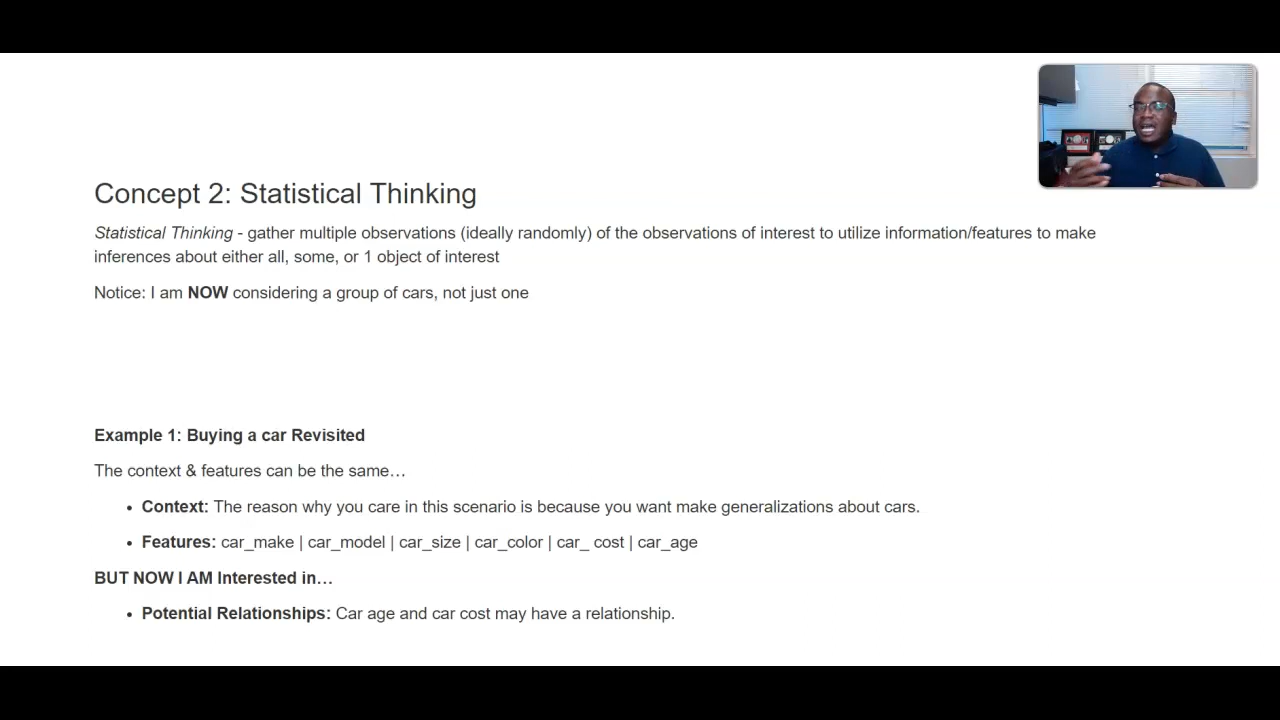 Concept 2: Statistical Thinking
Statistical Thinking - gather multiple observations (ideally randomly) of the observations of interest to utilize information/features to make
inferences about either all, some, or 1 object of interest
Notice: I am NOW considering a group of cars, not just one
Example 1: Buying a car Revisited
The context & features can be the same…
• Context: The reason why you care in this scenario is because you want make generalizations about cars.
• Features: car_make | car_model | car_size | car_color | car_ cost | car_age
BUT NOW I AM Interested in…
• Potential Relationships: Car age and car cost may have a relationship.